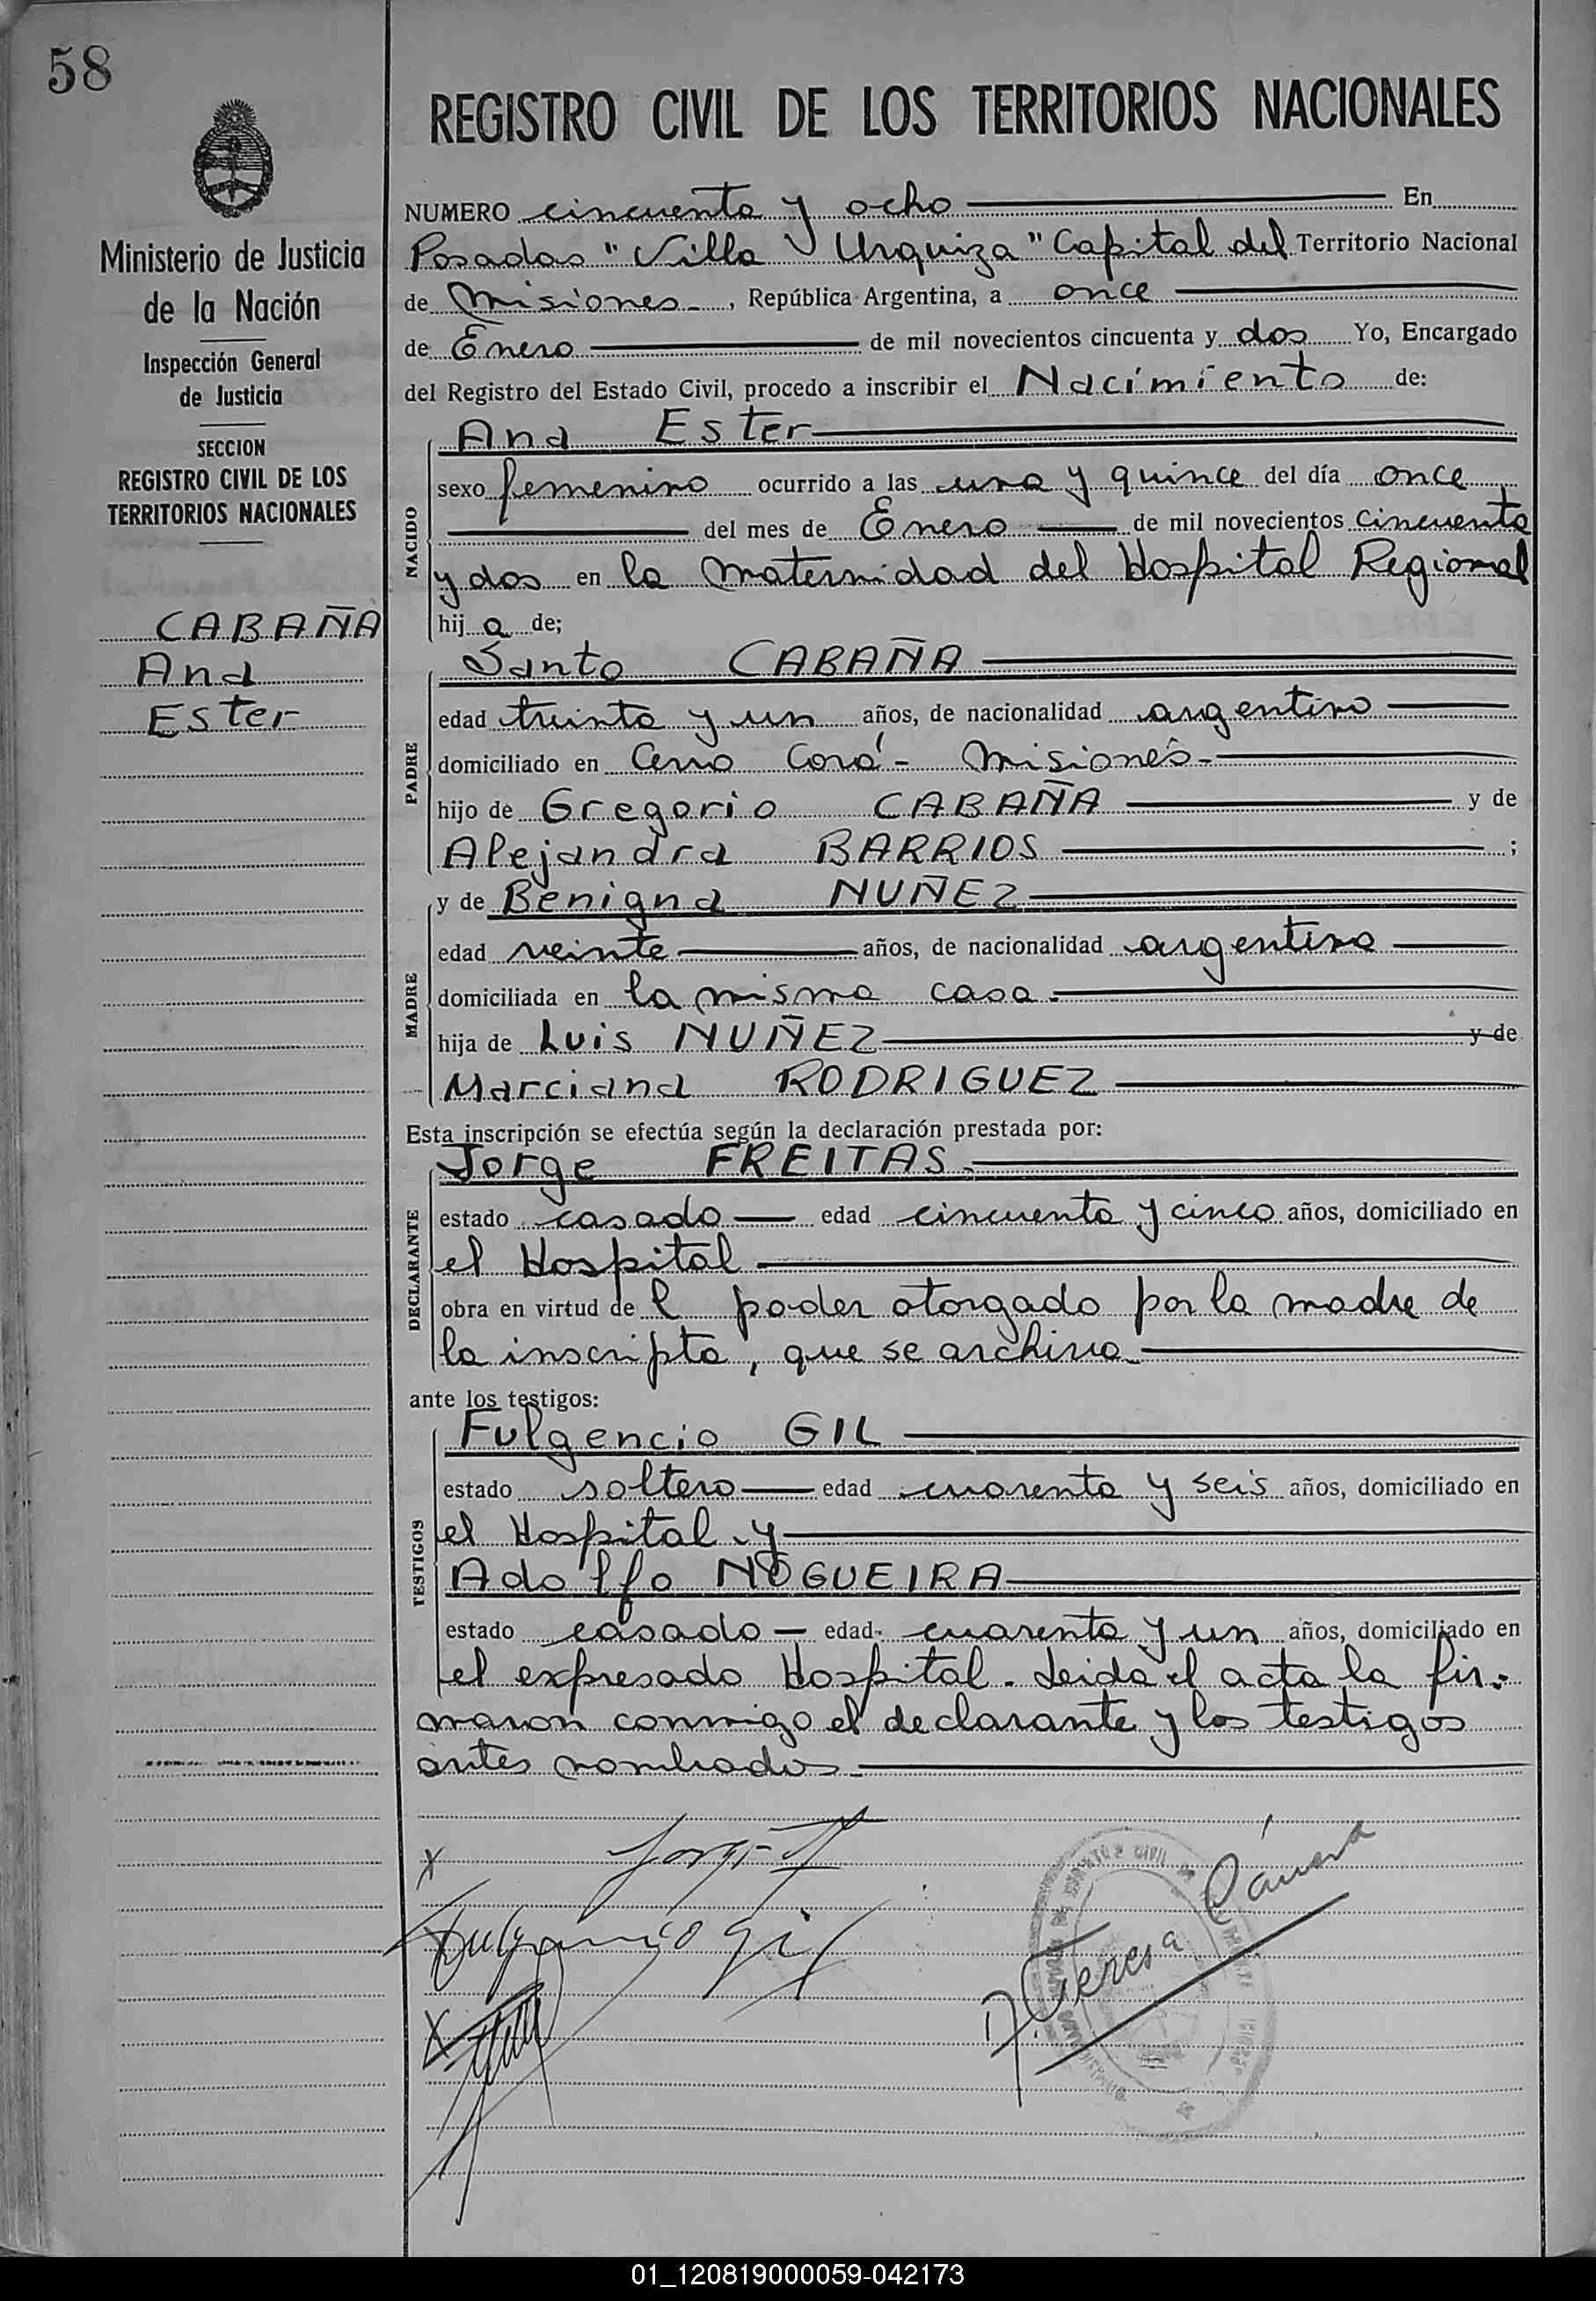 58
REGISTRO CIVIL DE LOS TERRITORIOS NACIONALES
Ministerio de Justicia
de la Nación
Inspección General
de Justicia
SECCION
REGISTRO CIVIL DE LOS
TERRITORIOS NACIONALES
CABAÑA
Ana
Ester
NUMERO cincuenta y ocho En
Posadas "Villa Urquiza" Capital del Territorio Nacional
de Misiones, República Argentina, a once
de Enero de mil novecientos cincuenta y dos Yo, Encargado
del Registro del Estado Civil, procedo a inscribir el Nacimiento de:
NACIDO
Ana Ester
sexo femenino ocurrido a las una y quince del día once
del mes de Enero de mil novecientos cincuenta
y dos en la maternidad del Hospital Regional
hij a de;
PADRE
Santo CABAÑA
edad treinta y un años, de nacionalidad argentino
domiciliado en Cerro Corá - Misiones -
hijo de Gregorio CABAÑA y de
Alejandra BARRIOS ;
MADRE
y de Benigna NUÑEZ
edad veinte años, de nacionalidad argentina
domiciliada en la misma casa.
hija de Luis NUÑEZ y de
Marciana RODRIGUEZ
Esta inscripción se efectúa según la declaración prestada por:
DECLARANTE
Jorge FREITAS.
estado casado edad cincuenta y cinco años, domiciliado en
el Hospital
obra en virtud de l poder otorgado por la madre de
la inscripta, que se archiva
ante los testigos:
TESTIGOS
Fulgencio GIL
estado soltero edad cuarenta y seis años, domiciliado en
el Hospital y
Adolfo NOGUEIRA
estado casado edad cuarenta y un años, domiciliado en
el expresado Hospital. Leida el acta la fir-
maron conmigo el declarante y los testigos
antes nombrados
x Jorge
Fulgencio Gil
x
Teresa Cámara
01_120819000059-042173